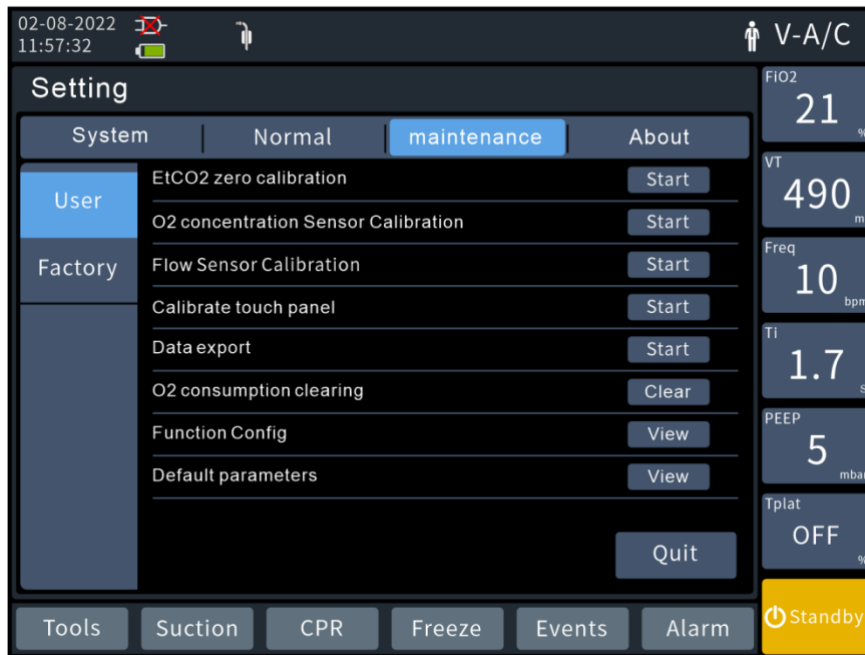 02-08-2022
11:57:32
V-A/C
Setting
System Normal maintenance About
User
Factory
EtCO2 zero calibration Start
O2 concentration Sensor Calibration Start
Flow Sensor Calibration Start
Calibrate touch panel Start
Data export Start
O2 consumption clearing Clear
Function Config View
Default parameters View
Quit
FiO2
21
%
VT
490
m
Freq
10
bpm
Ti
1.7
s
PEEP
5
mbar
Tplat
OFF
%
Standby
Tools Suction CPR Freeze Events Alarm